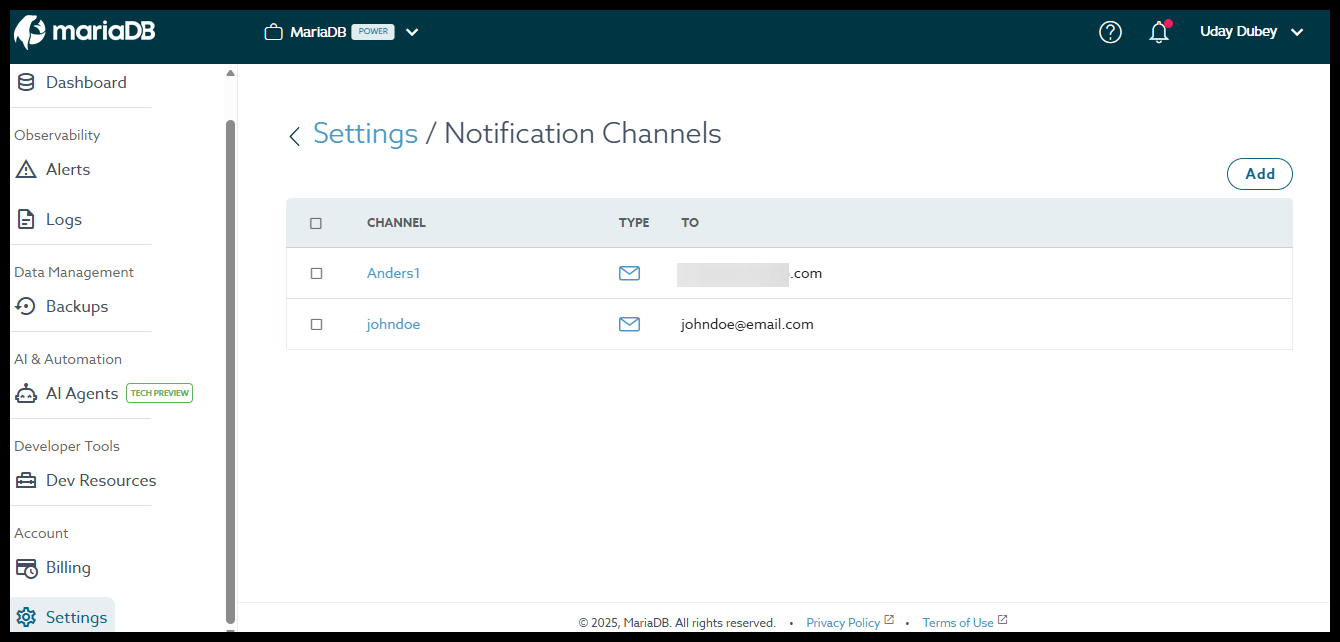 mariaDB
MariaDB POWER
Uday Dubey
Dashboard
Observability
Alerts
Logs
Data Management
Backups
AI & Automation
AI Agents TECH PREVIEW
Developer Tools
Dev Resources
Account
Billing
Settings
Settings / Notification Channels
Add
CHANNEL TYPE TO
Anders1 .com
johndoe johndoe@email.com
© 2025, MariaDB. All rights reserved. • Privacy Policy • Terms of Use